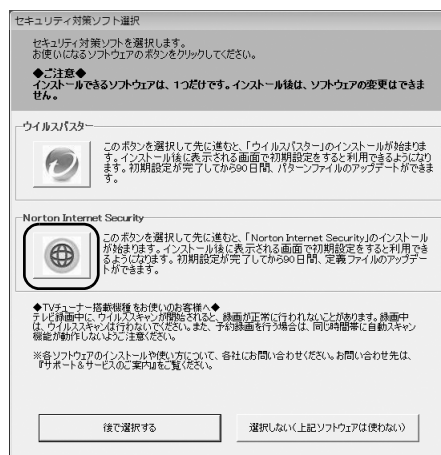 セキュリティ対策ソフト選択
セキュリティ対策ソフトを選択します。
お使いになるソフトウェアのボタンをクリックしてください。
◆ご注意◆
インストールできるソフトウェアは、1つだけです。インストール後は、ソフトウェアの変更はできま
せん。
ウイルスバスター
このボタンを選択して先に進むと、「ウイルスバスター」のインストールが始まりま
す。インストール後に表示される画面で初期設定をすると利用できるようになり
ます。初期設定が完了してから90日間、パターンファイルのアップデートができま
す。
Norton Internet Security
このボタンを選択して先に進むと、「Norton Internet Security」のインストール
が始まります。インストール後に表示される画面で初期設定をすると利用でき
るようになります。初期設定が完了してから90日間、定義ファイルのアップデー
トができます。
◆TVチューナー搭載機種をお使いのお客様へ◆
テレビ録画中に、ウイルススキャンが開始されると、録画が正常に行われないことがあります。録画中
は、ウイルススキャンは行わないでください。また、予約録画を行う場合は、同じ時間帯に自動スキャン
機能が動作しないようにご注意ください。
※各ソフトウェアのインストールや使い方について、各社にお問い合わせください。お問い合わせ先は、
『サポート&サービスのご案内』をご覧ください。
後で選択する
選択しない(上記ソフトウェアは使わない)